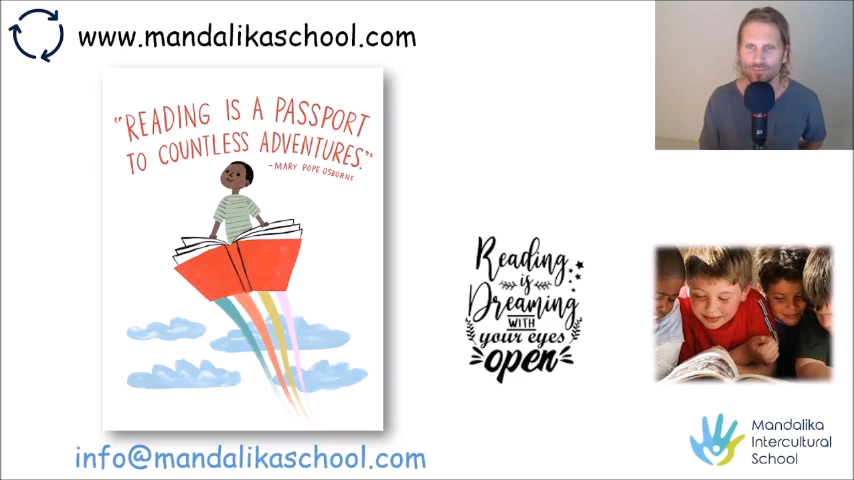 www.mandalikaschool.com
“READING IS A PASSPORT
TO COUNTLESS ADVENTURES.”
-MARY POPE OSBORNE
Reading
is
Dreaming
WITH
your eyes
open
info@mandalikaschool.com
Mandalika
Intercultural
School